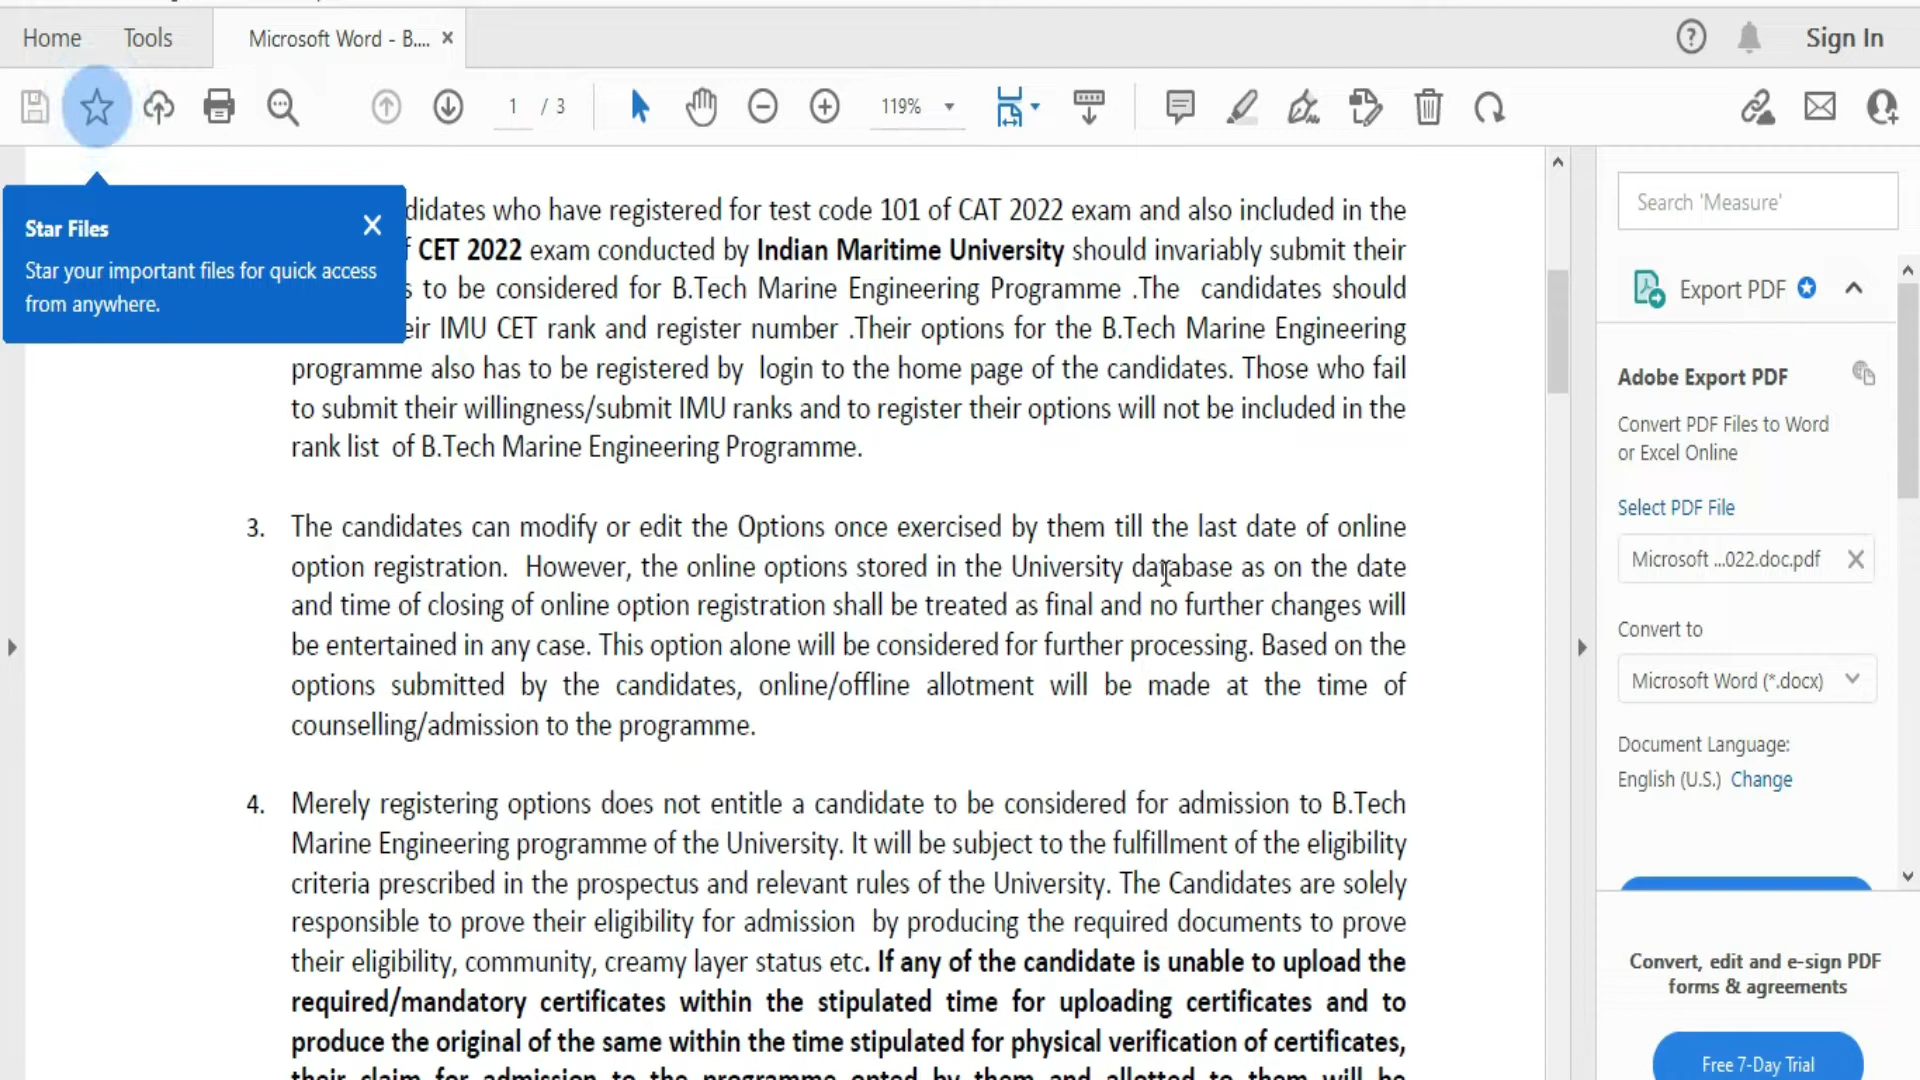 Home Tools Microsoft Word - B.... × Sign In
1 / 3 119%
Star Files
Star your important files for quick access
from anywhere.
didates who have registered for test code 101 of CAT 2022 exam and also included in the
CET 2022 exam conducted by Indian Maritime University should invariably submit their
s to be considered for B.Tech Marine Engineering Programme .The candidates should
eir IMU CET rank and register number .Their options for the B.Tech Marine Engineering
programme also has to be registered by login to the home page of the candidates. Those who fail
to submit their willingness/submit IMU ranks and to register their options will not be included in the
rank list of B.Tech Marine Engineering Programme.
3. The candidates can modify or edit the Options once exercised by them till the last date of online
option registration. However, the online options stored in the University database as on the date
and time of closing of online option registration shall be treated as final and no further changes will
be entertained in any case. This option alone will be considered for further processing. Based on the
options submitted by the candidates, online/offline allotment will be made at the time of
counselling/admission to the programme.
4. Merely registering options does not entitle a candidate to be considered for admission to B.Tech
Marine Engineering programme of the University. It will be subject to the fulfillment of the eligibility
criteria prescribed in the prospectus and relevant rules of the University. The Candidates are solely
responsible to prove their eligibility for admission by producing the required documents to prove
their eligibility, community, creamy layer status etc. If any of the candidate is unable to upload the
required/mandatory certificates within the stipulated time for uploading certificates and to
produce the original of the same within the time stipulated for physical verification of certificates,
their claim for admission to the programme opted by them and allotted to them will be
Search 'Measure'
Export PDF
Adobe Export PDF
Convert PDF Files to Word
or Excel Online
Select PDF File
Microsoft ...022.doc.pdf
Convert to
Microsoft Word (*.docx)
Document Language:
English (U.S.) Change
Convert, edit and e-sign PDF
forms & agreements
Free 7-Day Trial